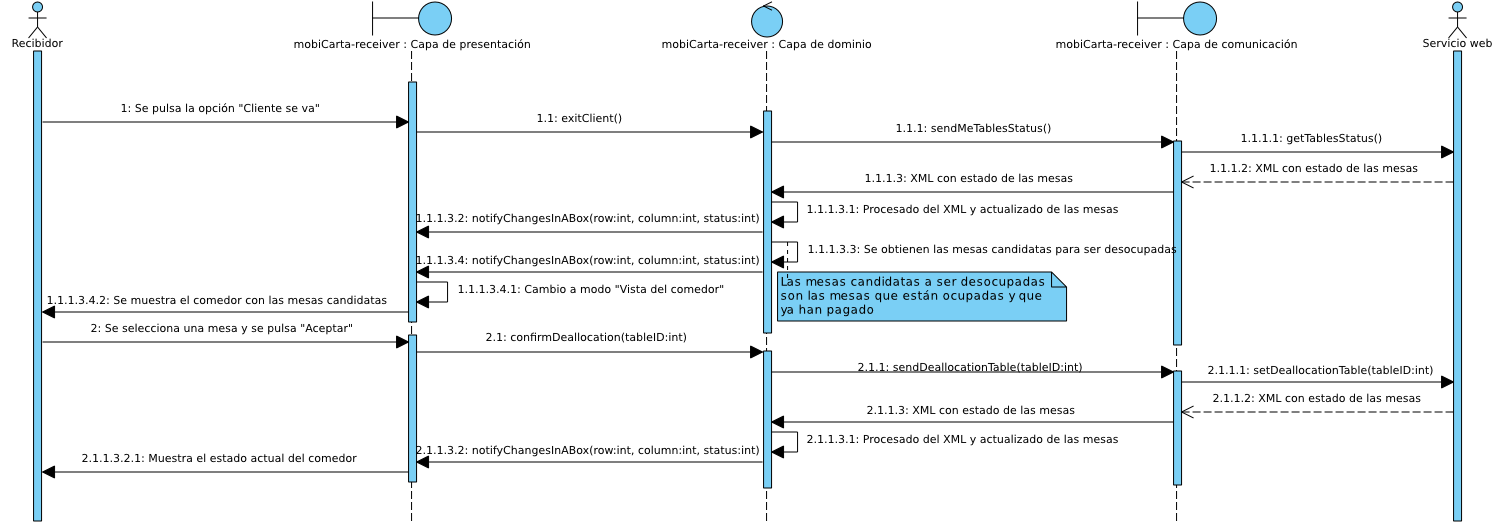 Recibidor
mobiCarta-receiver : Capa de presentación
mobiCarta-receiver : Capa de dominio
mobiCarta-receiver : Capa de comunicación
Servicio web
1: Se pulsa la opción "Cliente se va"
1.1: exitClient()
1.1.1: sendMeTablesStatus()
1.1.1.1: getTablesStatus()
1.1.1.2: XML con estado de las mesas
1.1.1.3: XML con estado de las mesas
1.1.1.3.1: Procesado del XML y actualizado de las mesas
1.1.1.3.2: notifyChangesInABox(row:int, column:int, status:int)
1.1.1.3.3: Se obtienen las mesas candidatas para ser desocupadas
1.1.1.3.4: notifyChangesInABox(row:int, column:int, status:int)
Las mesas candidatas a ser desocupadas
son las mesas que están ocupadas y que
ya han pagado
1.1.1.3.4.1: Cambio a modo "Vista del comedor"
1.1.1.3.4.2: Se muestra el comedor con las mesas candidatas
2: Se selecciona una mesa y se pulsa "Aceptar"
2.1: confirmDeallocation(tableID:int)
2.1.1: sendDeallocationTable(tableID:int)
2.1.1.1: setDeallocationTable(tableID:int)
2.1.1.2: XML con estado de las mesas
2.1.1.3: XML con estado de las mesas
2.1.1.3.1: Procesado del XML y actualizado de las mesas
2.1.1.3.2: notifyChangesInABox(row:int, column:int, status:int)
2.1.1.3.2.1: Muestra el estado actual del comedor